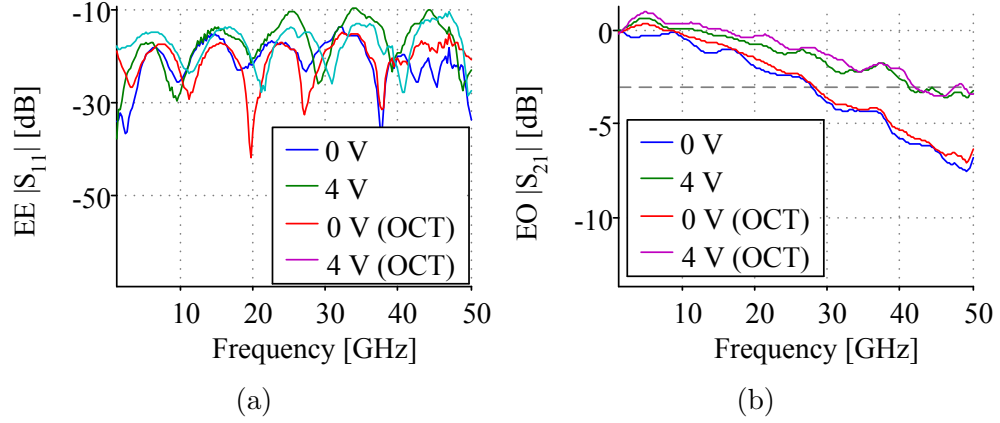 -10
-30
-50
EE |S11| [dB]
0 V
4 V
0 V (OCT)
4 V (OCT)
10 20 30 40 50
Frequency [GHz]
(a)
0
-5
-10
EO |S21| [dB]
0 V
4 V
0 V (OCT)
4 V (OCT)
10 20 30 40 50
Frequency [GHz]
(b)